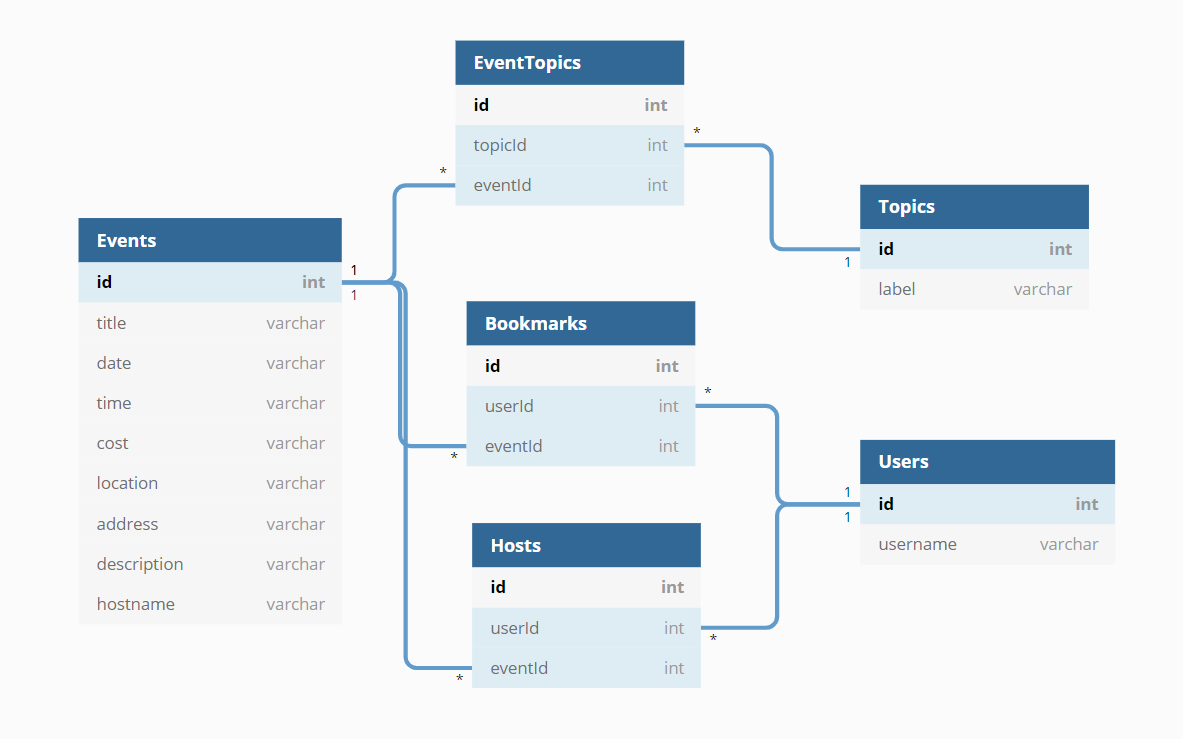 EventTopics
id int
topicId int
eventId int
*
*
Events
id int
title varchar
date varchar
time varchar
cost varchar
location varchar
address varchar
description varchar
hostname varchar
1
1
Topics
id int
label varchar
1
Bookmarks
id int
userId int
eventId int
*
*
Users
id int
username varchar
1
1
Hosts
id int
userId int
eventId int
*
*